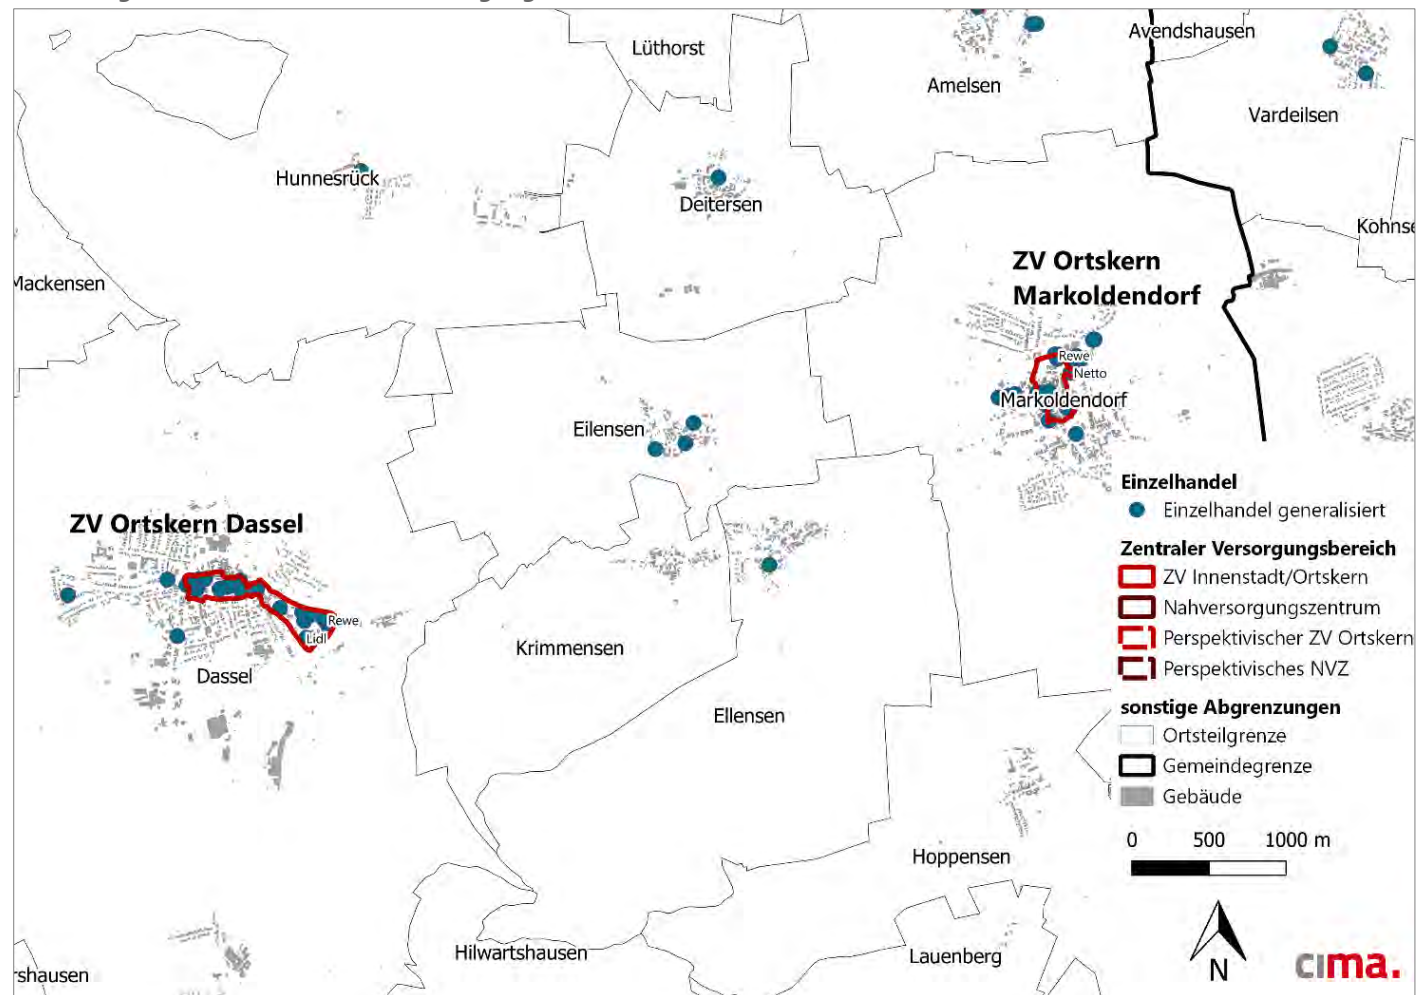 Lüthorst
Avendshausen
Amelsen
Vardeilsen
Hunnesrück
Deitersen
Kohnse
ZV Ortskern
Markoldendorf
Mackensen
Rewe
Netto
Markoldendorf
Eilensen
ZV Ortskern Dassel
Rewe
Lidl
Dassel
Krimmensen
Ellensen
Hoppensen
Hilwartshausen
Lauenberg
rshausen
Einzelhandel
Einzelhandel generalisiert
Zentraler Versorgungsbereich
ZV Innenstadt/Ortskern
Nahversorgungszentrum
Perspektivischer ZV Ortskern
Perspektivisches NVZ
sonstige Abgrenzungen
Ortsteilgrenze
Gemeindegrenze
Gebäude
0 500 1000 m
N
cima.